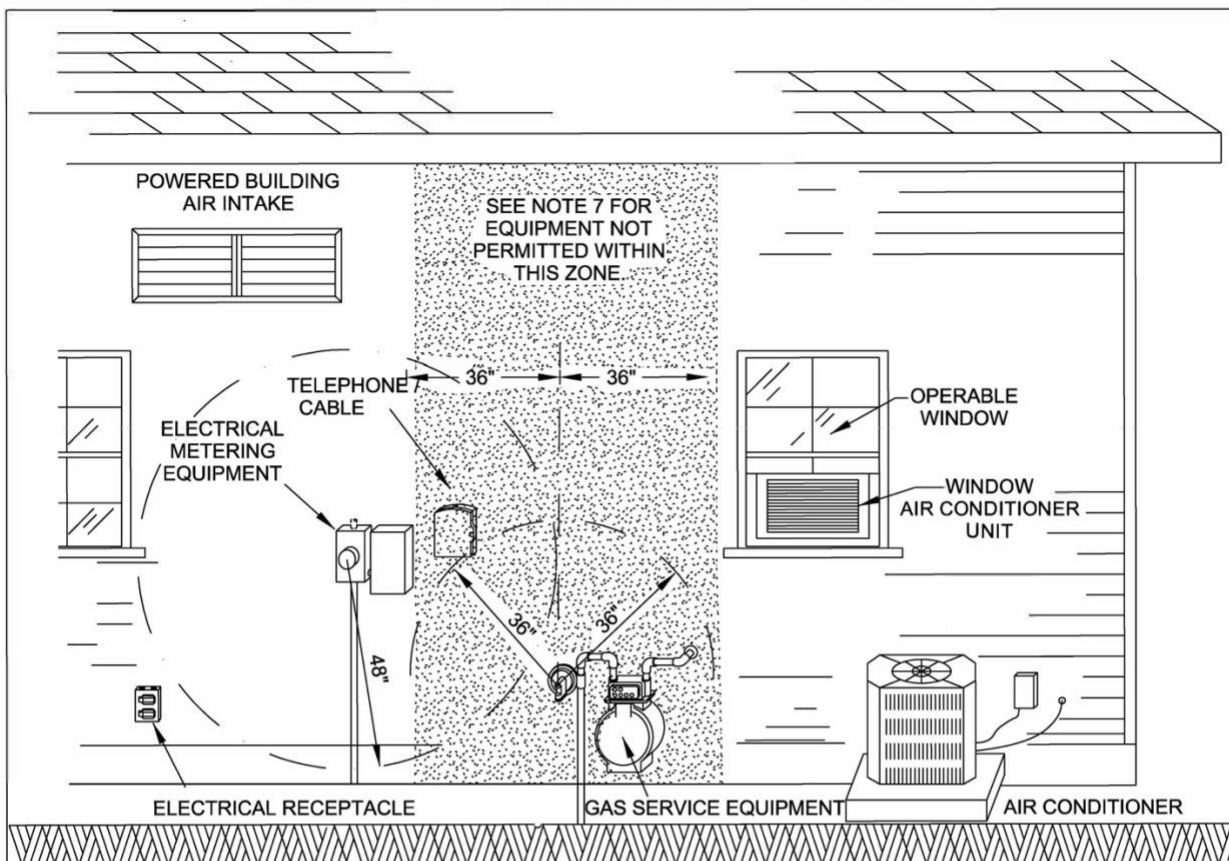 POWERED BUILDING
AIR INTAKE
SEE NOTE 7 FOR
EQUIPMENT NOT
PERMITTED WITHIN
THIS ZONE.
36"
36"
TELEPHONE /
CABLE
ELECTRICAL
METERING
EQUIPMENT
OPERABLE
WINDOW
WINDOW
AIR CONDITIONER
UNIT
36"
36"
48"
ELECTRICAL RECEPTACLE
GAS SERVICE EQUIPMENT
AIR CONDITIONER